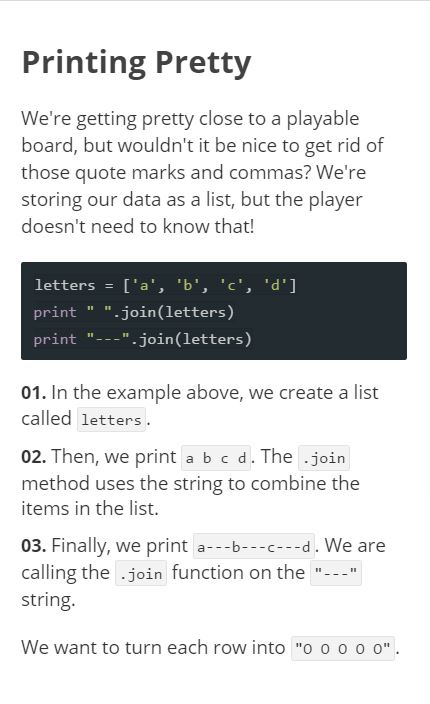 Printing Pretty
We're getting pretty close to a playable
board, but wouldn't it be nice to get rid of
those quote marks and commas? We're
storing our data as a list, but the player
doesn't need to know that!
letters = ['a', 'b', 'c', 'd']
print " ".join(letters)
print "---".join(letters)
01. In the example above, we create a list
called letters.
02. Then, we print a b c d. The .join
method uses the string to combine the
items in the list.
03. Finally, we print a---b---c---d. We are
calling the .join function on the "---"
string.
We want to turn each row into "O O O O O".